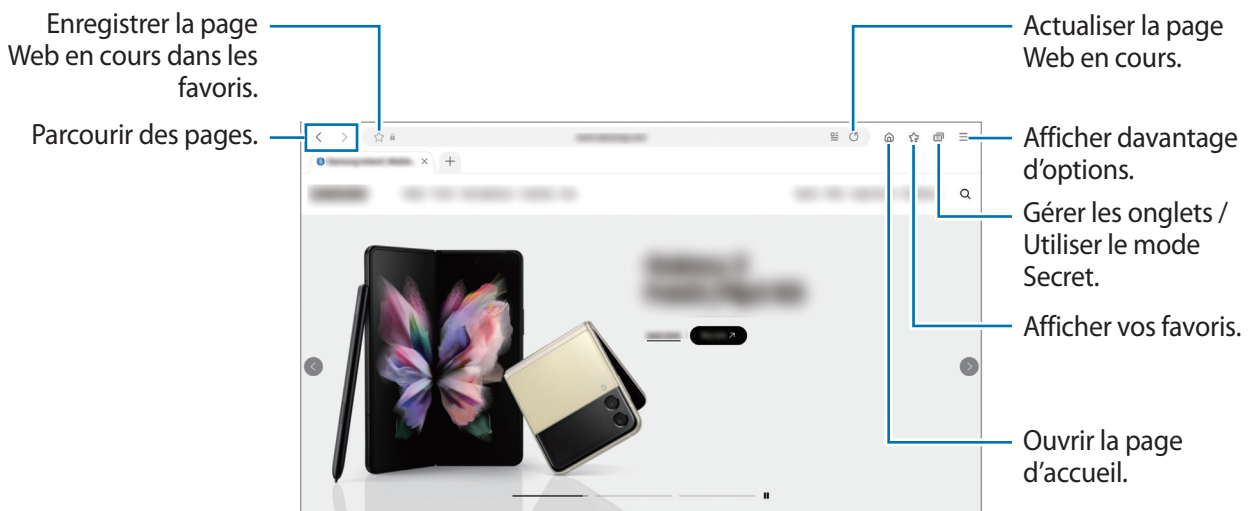 Enregistrer la page
Web en cours dans les
favoris.
Parcourir des pages.
Actualiser la page
Web en cours.
Afficher davantage
d'options.
Gérer les onglets /
Utiliser le mode
Secret.
Afficher vos favoris.
Ouvrir la page
d'accueil.